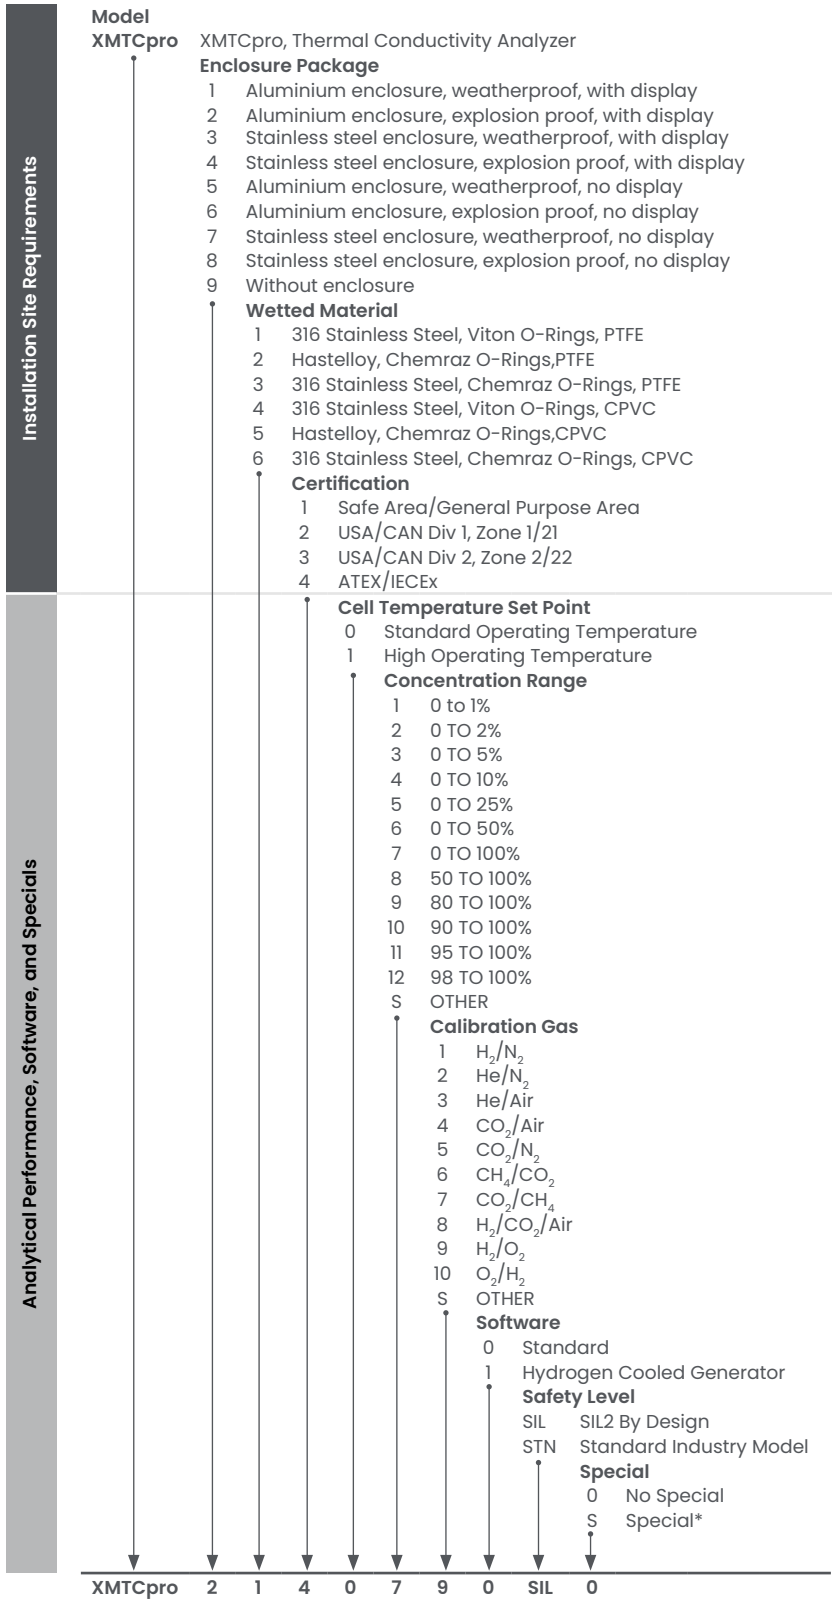 Model
XMTCpro XMTCpro, Thermal Conductivity Analyzer
Enclosure Package
1 Aluminium enclosure, weatherproof, with display
2 Aluminium enclosure, explosion proof, with display
3 Stainless steel enclosure, weatherproof, with display
4 Stainless steel enclosure, explosion proof, with display
5 Aluminium enclosure, weatherproof, no display
6 Aluminium enclosure, explosion proof, no display
7 Stainless steel enclosure, weatherproof, no display
8 Stainless steel enclosure, explosion proof, no display
9 Without enclosure
Wetted Material
1 316 Stainless Steel, Viton O-Rings, PTFE
2 Hastelloy, Chemraz O-Rings,PTFE
3 316 Stainless Steel, Chemraz O-Rings, PTFE
4 316 Stainless Steel, Viton O-Rings, CPVC
5 Hastelloy, Chemraz O-Rings,CPVC
6 316 Stainless Steel, Chemraz O-Rings, CPVC
Certification
1 Safe Area/General Purpose Area
2 USA/CAN Div 1, Zone 1/21
3 USA/CAN Div 2, Zone 2/22
4 ATEX/IECEx
Installation Site Requirements
Cell Temperature Set Point
0 Standard Operating Temperature
1 High Operating Temperature
Concentration Range
1 0 to 1%
2 0 TO 2%
3 0 TO 5%
4 0 TO 10%
5 0 TO 25%
6 0 TO 50%
7 0 TO 100%
8 50 TO 100%
9 80 TO 100%
10 90 TO 100%
11 95 TO 100%
12 98 TO 100%
S OTHER
Calibration Gas
1 H₂/N₂
2 He/N₂
3 He/Air
4 CO₂/Air
5 CO₂/N₂
6 CH₄/CO₂
7 CO₂/CH₄
8 H₂/CO₂/Air
9 H₂/O₂
10 O₂/H₂
S OTHER
Software
0 Standard
1 Hydrogen Cooled Generator
Safety Level
SIL SIL2 By Design
STN Standard Industry Model
Special
0 No Special
S Special*
Analytical Performance, Software, and Specials
XMTCpro 2 1 4 0 7 9 0 SIL 0